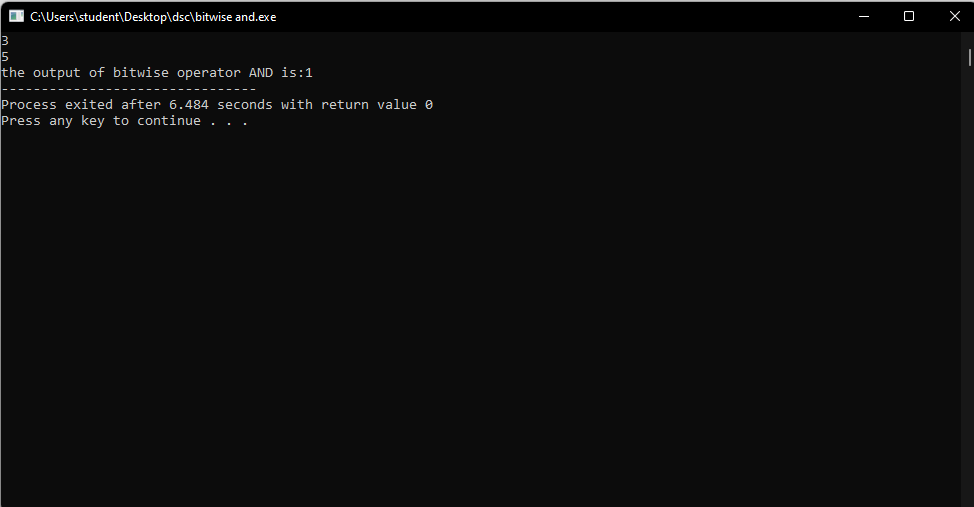 C:\Users\student\Desktop\dsc\bitwise and.exe
3
5
the output of bitwise operator AND is:1
--------------------------------
Process exited after 6.484 seconds with return value 0
Press any key to continue . . .